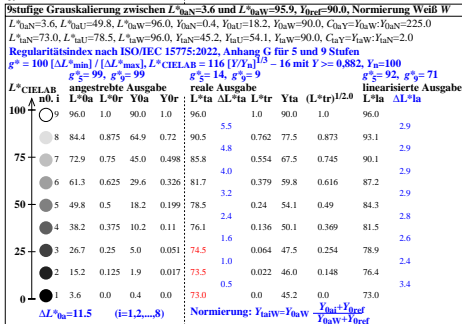 9stufige Grauskalierung zwischen L*0aN=3.6 und L*0aW=95.9, Y0ref=90.0, Normierung Weiß W
L*0aN=3.6, L*0aU=49.8, L*0aW=96.0, Y0aN=0.4, Y0aU=18.2, Y0aW=90.0, C0aY=Y0aW:Y0aN=225.0
L*taN=73.0, L*taU=78.5, L*taW=96.0, YtaN=45.2, YtaU=54.1, YtaW=90.0, CtaY=YtaW:YtaN=2.0
Regularitätsindex nach ISO/IEC 15775:2022, Anhang G für 5 und 9 Stufen
g* = 100 [ΔL*min] / [ΔL*max], L*CIELAB = 116 [Y/Yn]1/3 − 16 mit Y >= 0,882, Yn=100
g*5= 99, g*9= 99 g*5= 14, g*9= 9 g*5= 92, g*9= 71
L*CIELAB angestrebte Ausgabe reale Ausgabe linearisierte Ausgabe
n0. i L*0a L*0r Y0a Y0r L*ta ΔL*ta L*tr Yta (L*tr)1/2.0 L*la ΔL*la
100 9 96.0 1.0 90.0 1.0 96.0 1.0 90.0 1.0 96.0
5.5 2.9
8 84.4 0.875 64.9 0.72 90.5 0.762 77.5 0.873 93.1
4.8 2.9
75 7 72.9 0.75 45.0 0.498 85.8 0.554 67.5 0.745 90.1
4.0 2.9
6 61.3 0.625 29.6 0.326 81.7 0.379 59.8 0.616 87.2
3.2 2.9
50 5 49.8 0.5 18.2 0.199 78.5 0.24 54.1 0.49 84.3
2.4 2.8
4 38.2 0.375 10.2 0.11 76.1 0.136 50.1 0.369 81.5
1.6 2.6
25 3 26.7 0.25 5.0 0.051 74.5 0.064 47.5 0.254 78.9
1.0 2.4
2 15.2 0.125 1.9 0.017 73.5 0.022 46.0 0.148 76.4
0.5 3.4
0 1 3.6 0.0 0.4 0.0 73.0 0.0 45.2 0.0 73.0
ΔL*0a=11.5 (i=1,2,...,8) Normierung: YtaiW=Y0aW Y0ai+Y0ref
Y0aW+Y0ref